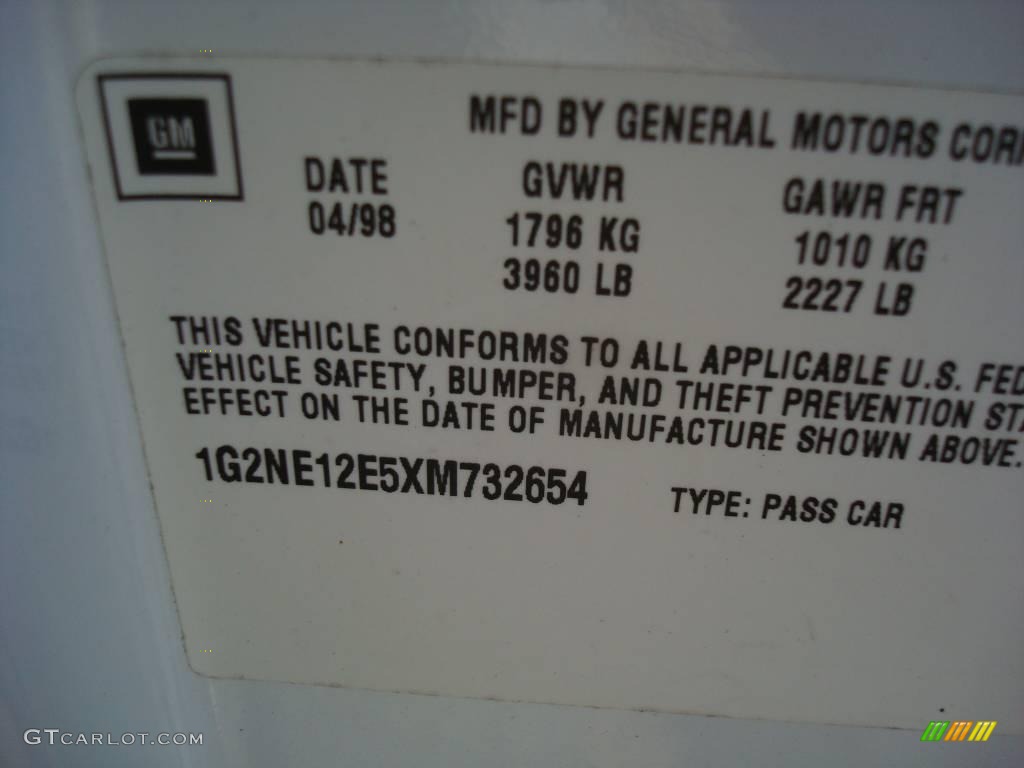 GM
MFD BY GENERAL MOTORS COR
DATE GVWR GAWR FRT
04/98 1796 KG 1010 KG
3960 LB 2227 LB
THIS VEHICLE CONFORMS TO ALL APPLICABLE U.S. FED
VEHICLE SAFETY, BUMPER, AND THEFT PREVENTION STA
EFFECT ON THE DATE OF MANUFACTURE SHOWN ABOVE.
1G2NE12E5XM732654 TYPE: PASS CAR
GTCARLOT.COM